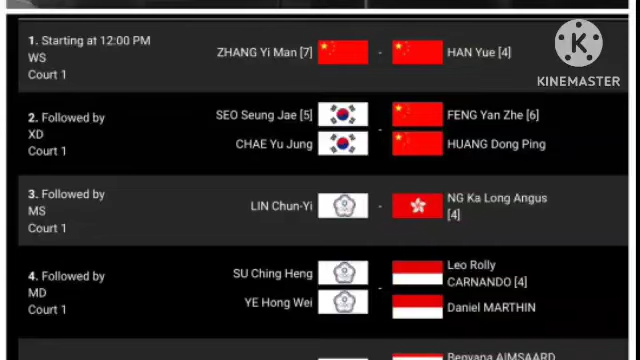 1. Starting at 12:00 PM
WS
Court 1
ZHANG Yi Man [7]
-
HAN Yue [4]
K
KINEMASTER
2. Followed by
XD
Court 1
SEO Seung Jae [5]
CHAE Yu Jung
-
FENG Yan Zhe [6]
HUANG Dong Ping
3. Followed by
MS
Court 1
LIN Chun-Yi
-
NG Ka Long Angus
[4]
4. Followed by
MD
Court 1
SU Ching Heng
YE Hong Wei
-
Leo Rolly
CARNANDO [4]
Daniel MARTHIN
Benyapa AIMSAARD